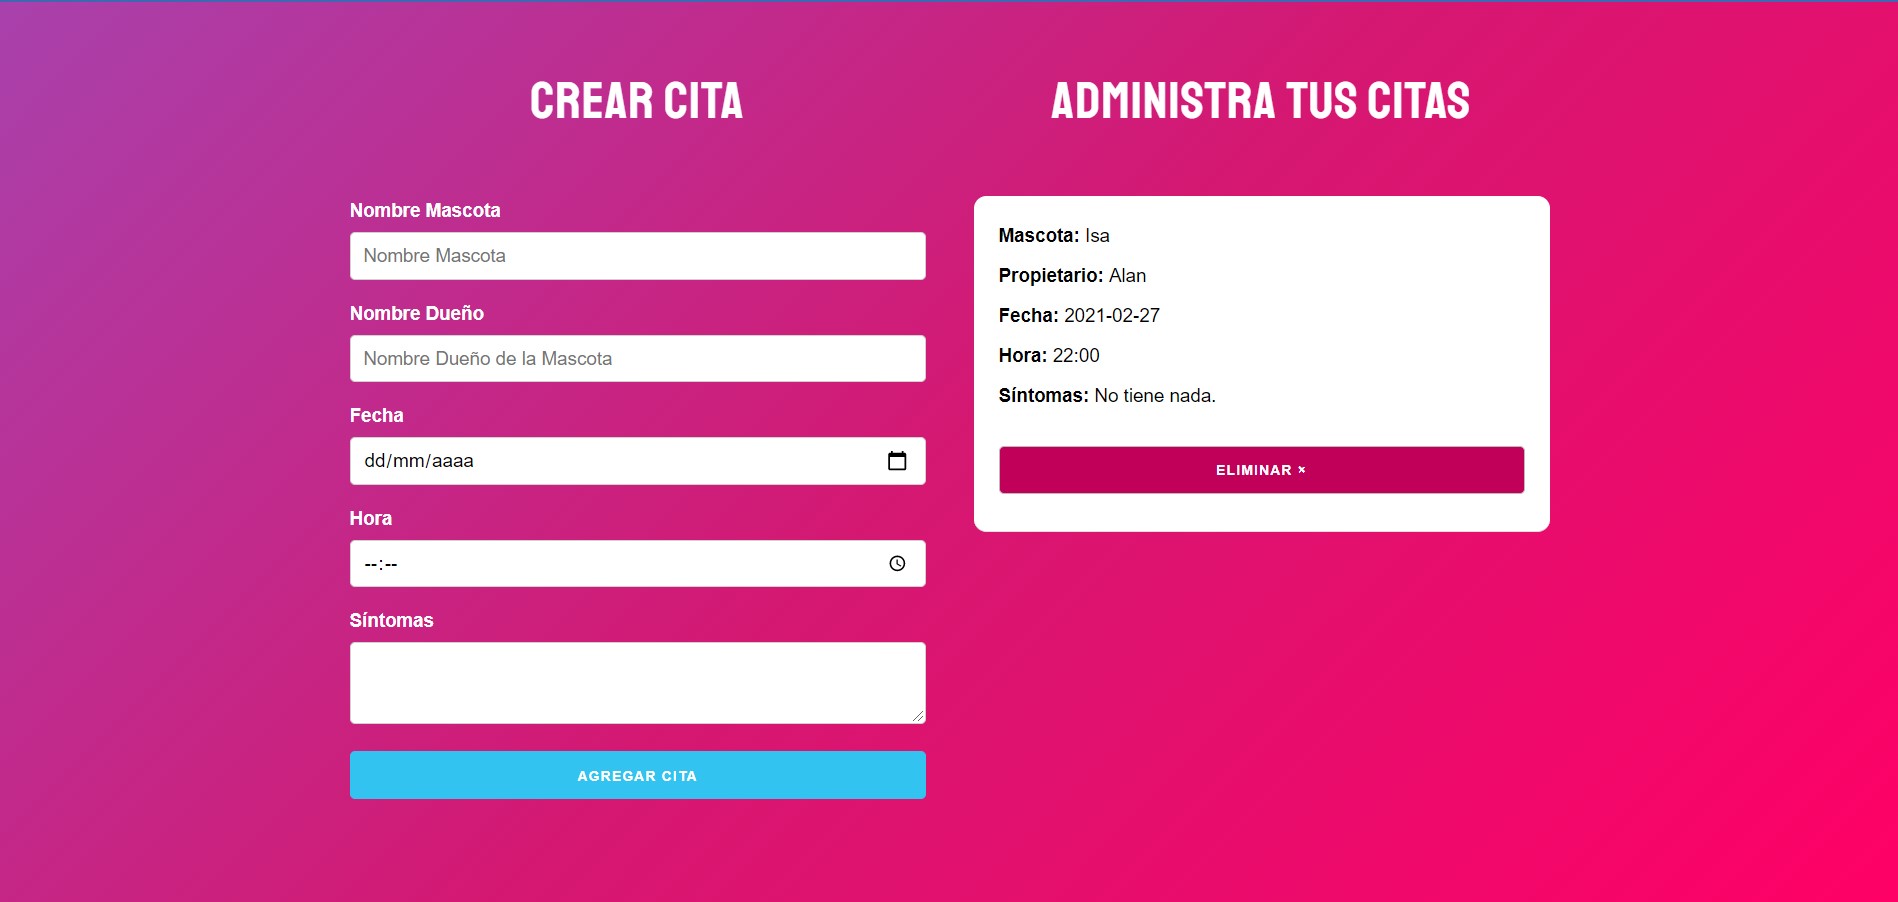 CREAR CITA
Nombre Mascota
Nombre Mascota
Nombre Dueño
Nombre Dueño de la Mascota
Fecha
dd/mm/aaaa
Hora
--:--
Síntomas
AGREGAR CITA
ADMINISTRA TUS CITAS
Mascota: Isa
Propietario: Alan
Fecha: 2021-02-27
Hora: 22:00
Síntomas: No tiene nada.
ELIMINAR ×